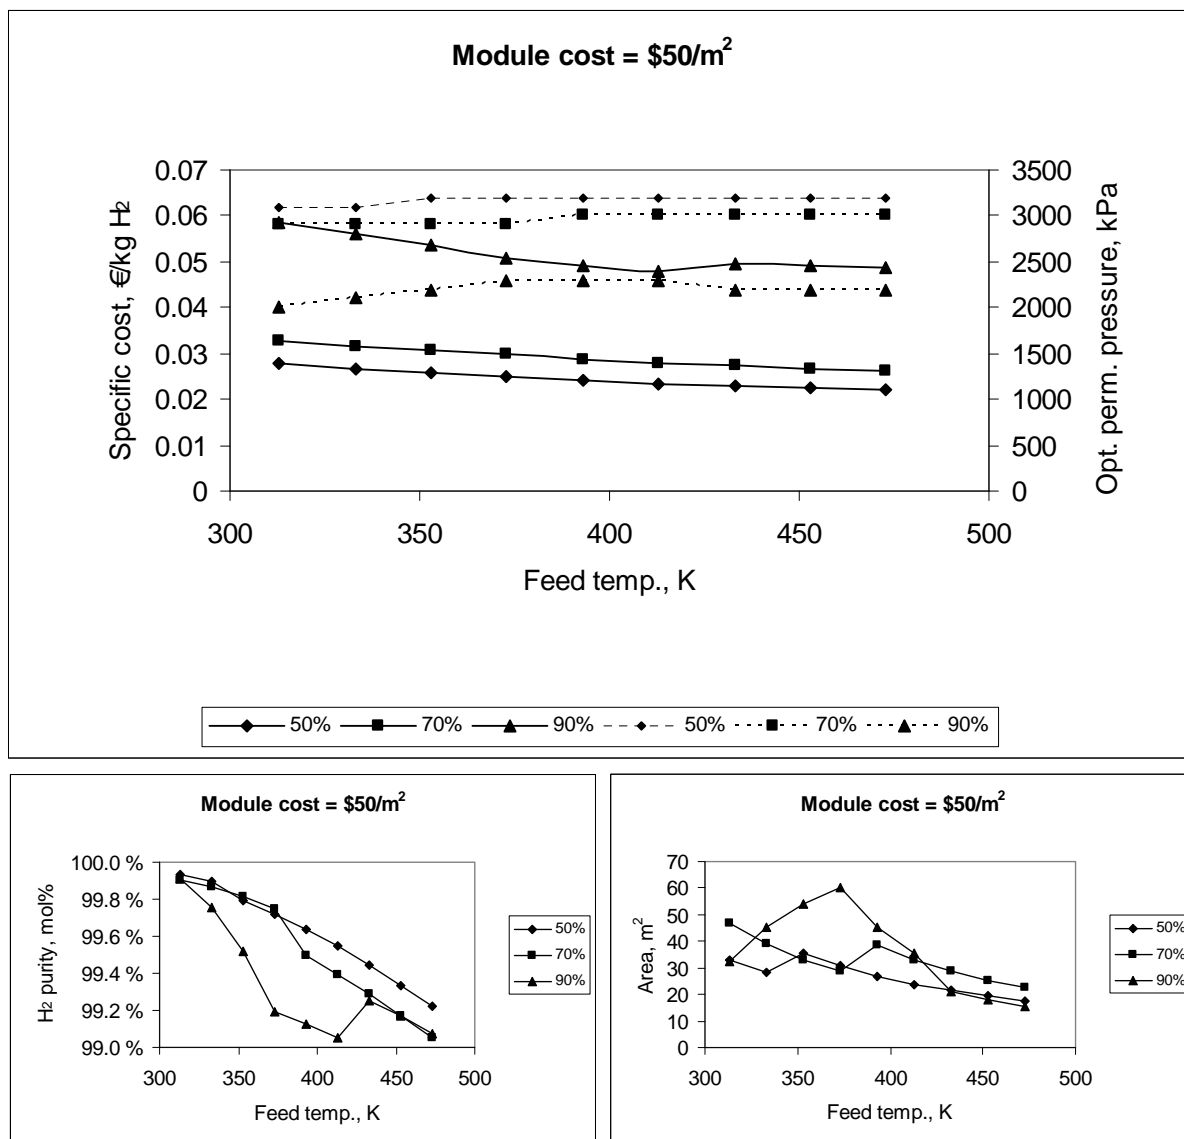 Module cost = $50/m²
0.07
0.06
0.05
0.04
0.03
0.02
0.01
0
Specific cost, €/kg H2
3500
3000
2500
2000
1500
1000
500
0
Opt. perm. pressure, kPa
300 350 400 450 500
Feed temp., K
50% 70% 90% 50% 70% 90%
Module cost = $50/m²
100.0 %
99.8 %
99.6 %
99.4 %
99.2 %
99.0 %
H2 purity, mol%
300 350 400 450 500
Feed temp., K
50%
70%
90%
Module cost = $50/m²
70
60
50
40
30
20
10
0
Area, m²
300 350 400 450 500
Feed temp., K
50%
70%
90%